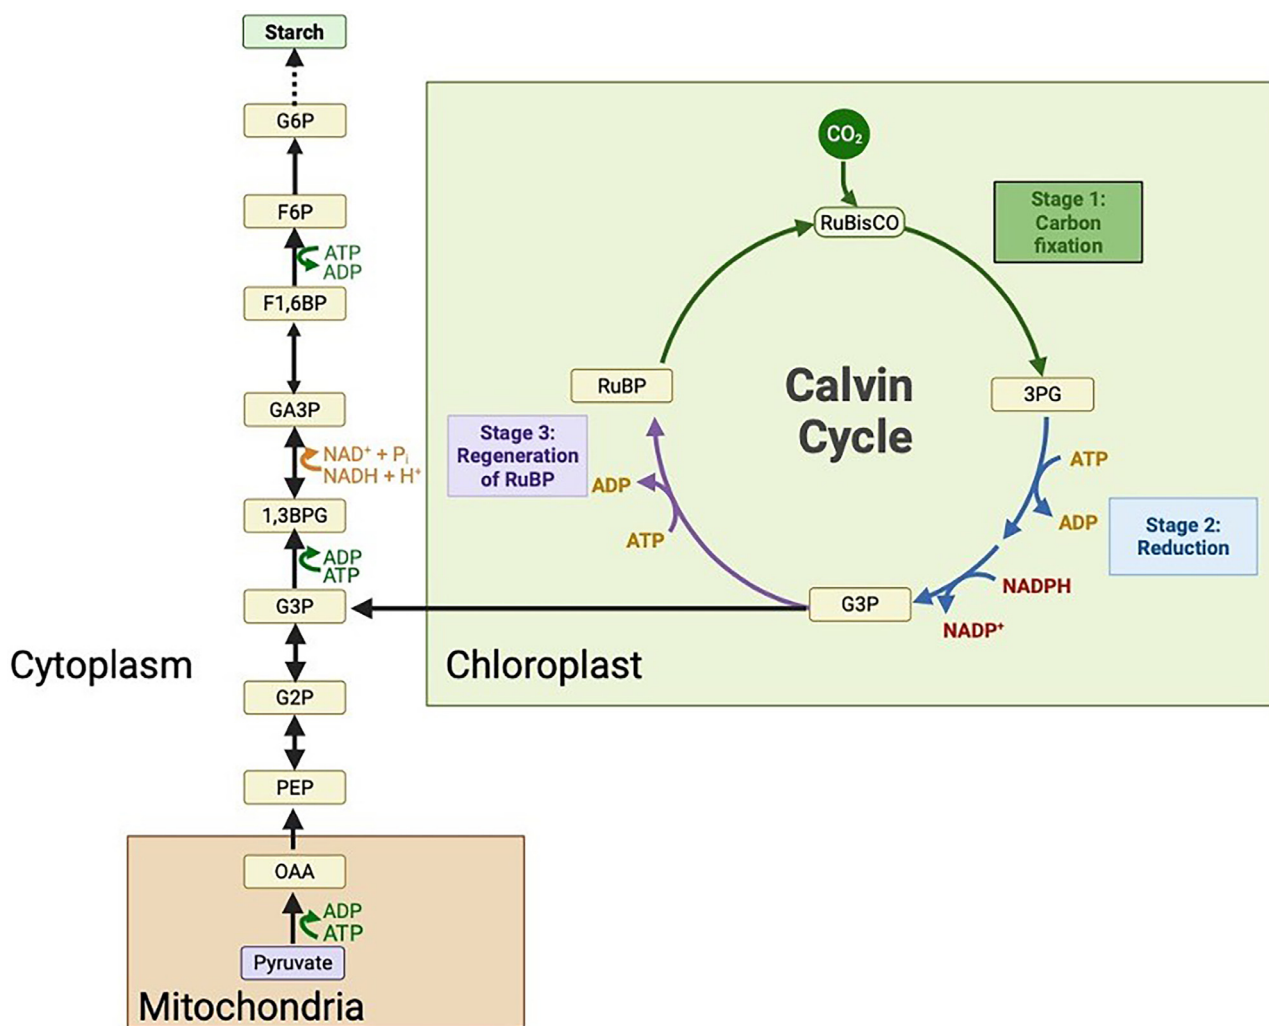 Starch
G6P
F6P
ATP
ADP
F1,6BP
GA3P
NAD⁺ + Pᵢ
NADH + H⁺
1,3BPG
ADP
ATP
G3P
G2P
PEP
OAA
ADP
ATP
Pyruvate
Mitochondria
Cytoplasm
CO₂
RuBisCO
Stage 1:
Carbon
fixation
RuBP
Calvin
Cycle
3PG
Stage 3:
Regeneration
of RuBP
ADP
ATP
ATP
ADP
Stage 2:
Reduction
NADPH
NADP⁺
G3P
Chloroplast